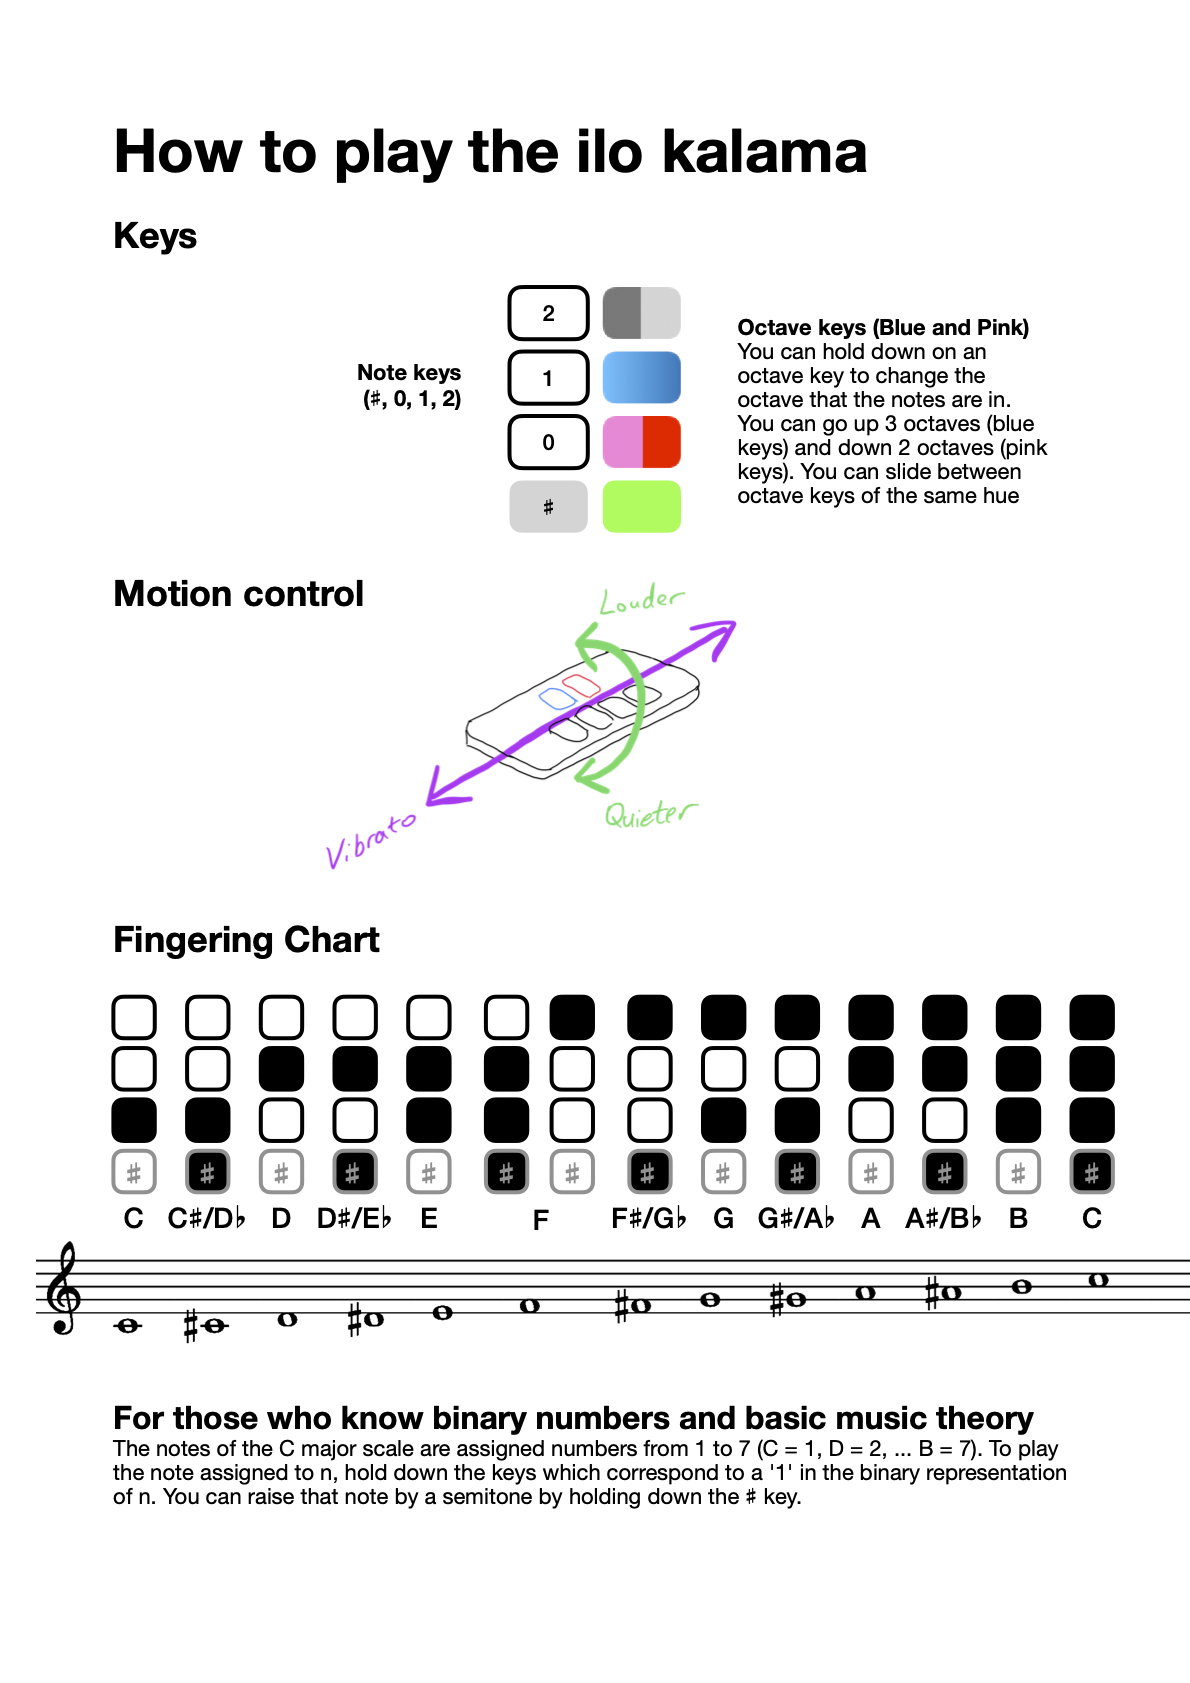 How to play the ilo kalama
Keys
2
1
0
♯
Note keys
(♯, 0, 1, 2)
Octave keys (Blue and Pink)
You can hold down on an
octave key to change the
octave that the notes are in.
You can go up 3 octaves (blue
keys) and down 2 octaves (pink
keys). You can slide between
octave keys of the same hue
Motion control
Louder
Vibrato
Quieter
Fingering Chart
♯ ♯ ♯ ♯ ♯ ♯ ♯ ♯ ♯ ♯ ♯ ♯ ♯ ♯
C C♯/D♭ D D♯/E♭ E F F♯/G♭ G G♯/A♭ A A♯/B♭ B C
For those who know binary numbers and basic music theory
The notes of the C major scale are assigned numbers from 1 to 7 (C = 1, D = 2, ... B = 7). To play
the note assigned to n, hold down the keys which correspond to a '1' in the binary representation
of n. You can raise that note by a semitone by holding down the ♯ key.